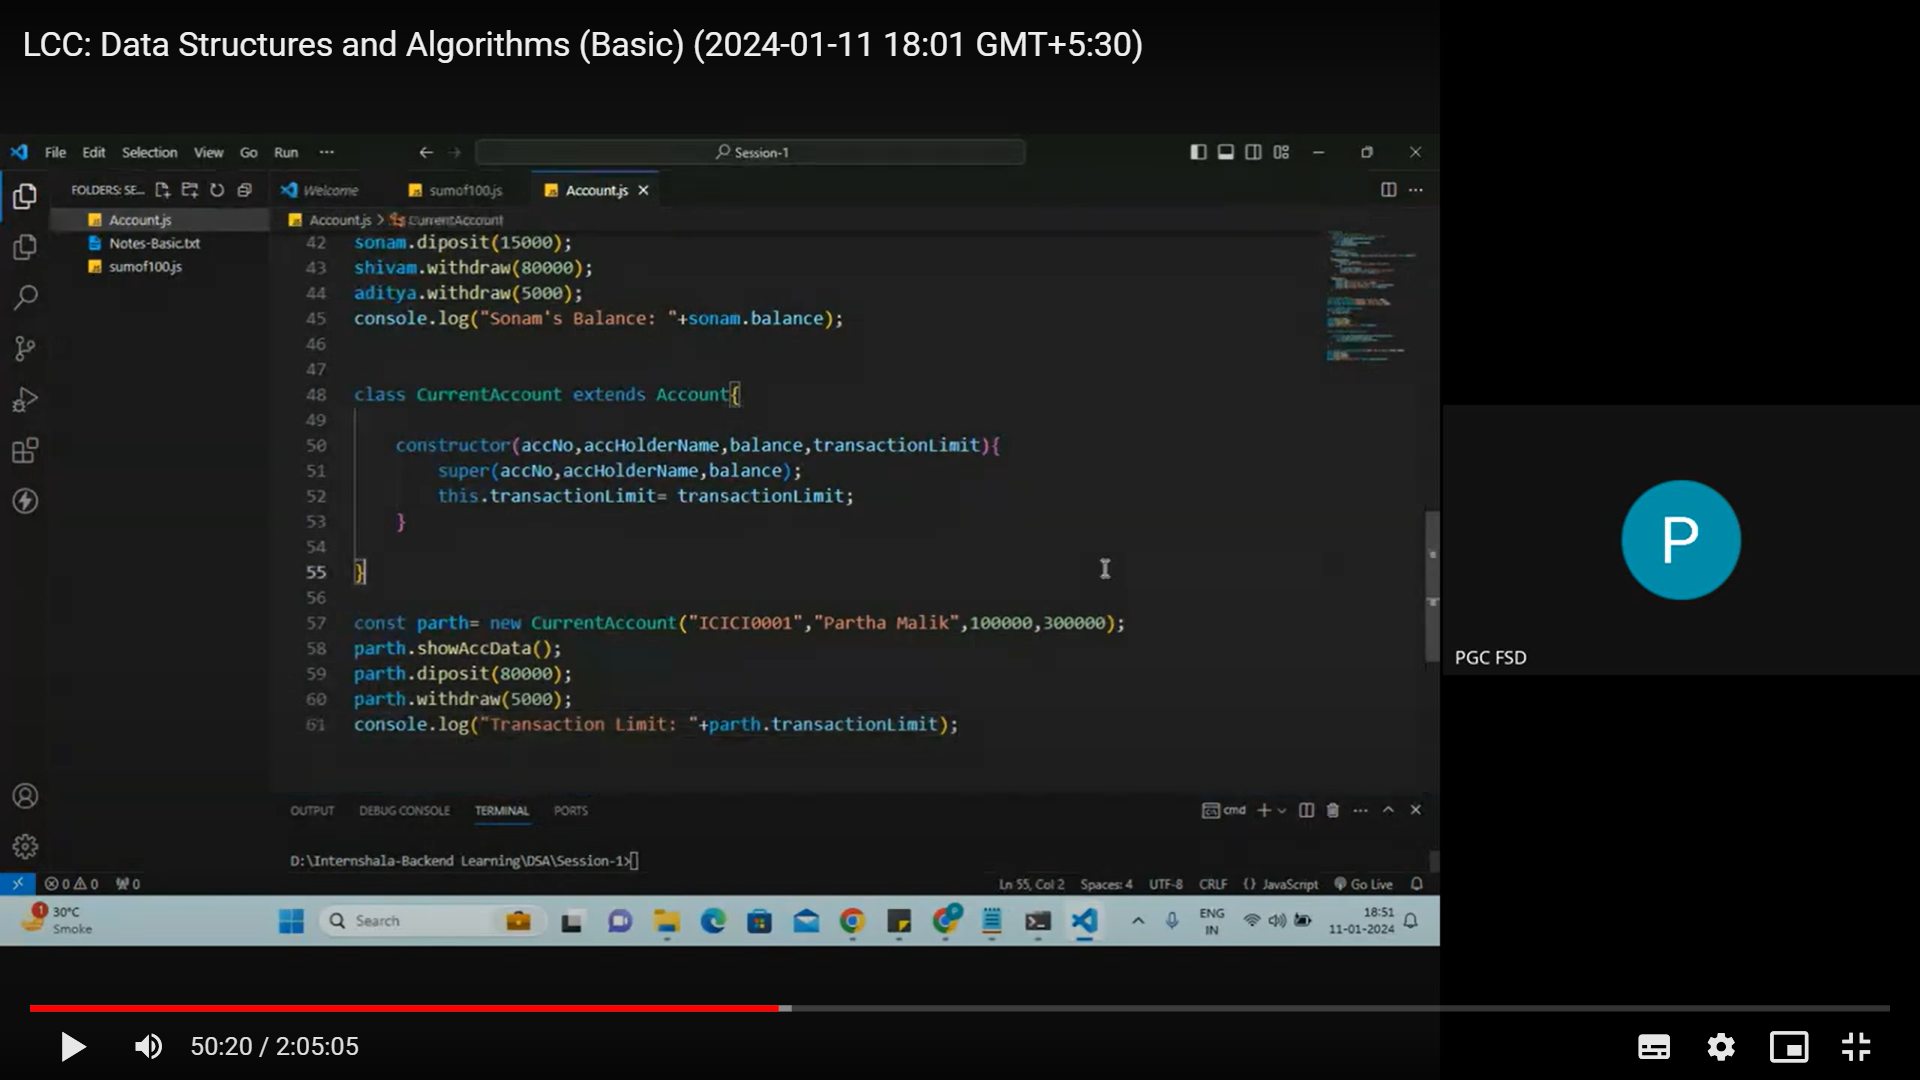 LCC: Data Structures and Algorithms (Basic) (2024-01-11 18:01 GMT+5:30)
File Edit Selection View Go Run ··· Session-1
FOLDERS: SE... Welcome sumof100.js Account.js
Account.js
Notes-Basic.txt
sumof100.js
Account.js > CurrentAccount
42 sonam.diposit(15000);
43 shivam.withdraw(80000);
44 aditya.withdraw(5000);
45 console.log("Sonam's Balance: "+sonam.balance);
46
47
48 class CurrentAccount extends Account{
49
50 constructor(accNo,accHolderName,balance,transactionLimit){
51 super(accNo,accHolderName,balance);
52 this.transactionLimit= transactionLimit;
53 }
54
55 }
56
57 const parth= new CurrentAccount("ICICI0001","Partha Malik",100000,300000);
58 parth.showAccData();
59 parth.diposit(80000);
60 parth.withdraw(5000);
61 console.log("Transaction Limit: "+parth.transactionLimit);
OUTPUT DEBUG CONSOLE TERMINAL PORTS cmd
D:\Internshala-Backend Learning\DSA\Session-1>
0 0 0 Ln 55, Col 2 Spaces: 4 UTF-8 CRLF {} JavaScript Go Live
1 30°C
Smoke
Search
P
ENG
IN
18:51
11-01-2024
P
PGC FSD
50:20 / 2:05:05